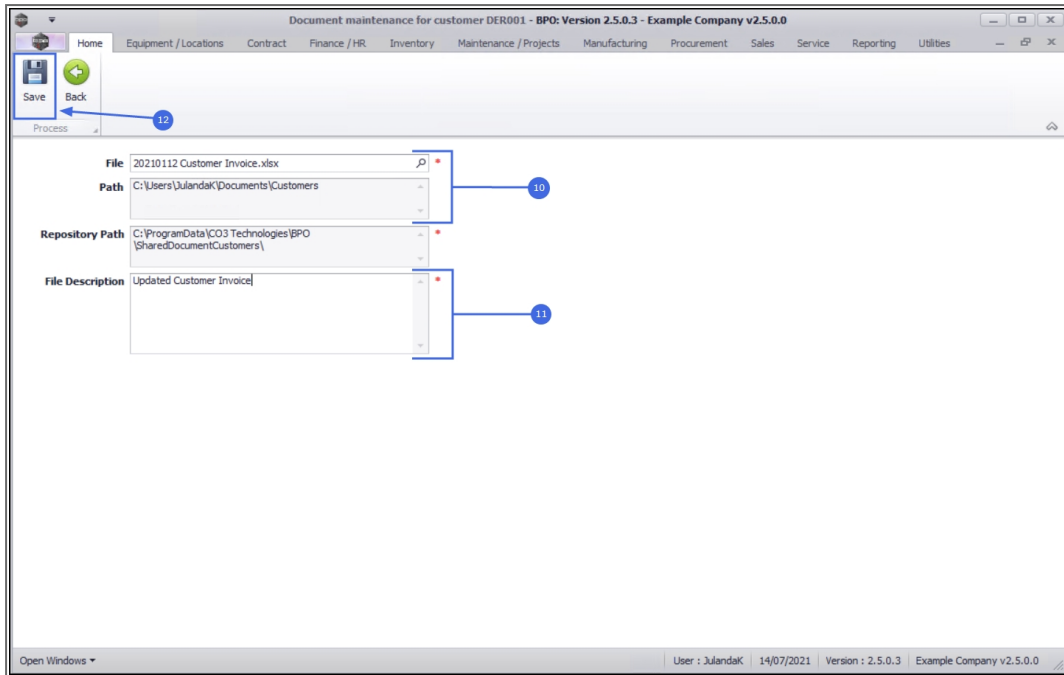 Document maintenance for customer DER001 - BPO: Version 2.5.0.3 - Example Company v2.5.0.0
Home Equipment / Locations Contract Finance / HR Inventory Maintenance / Projects Manufacturing Procurement Sales Service Reporting Utilities
Save Back
12
Process
File 20210112 Customer Invoice.xlsx *
Path C:\Users\JulandaK\Documents\Customers
10
Repository Path C:\ProgramData\CO3 Technologies\BPO *
\SharedDocumentCustomers\
File Description Updated Customer Invoice *
11
Open Windows User : JulandaK 14/07/2021 Version : 2.5.0.3 Example Company v2.5.0.0